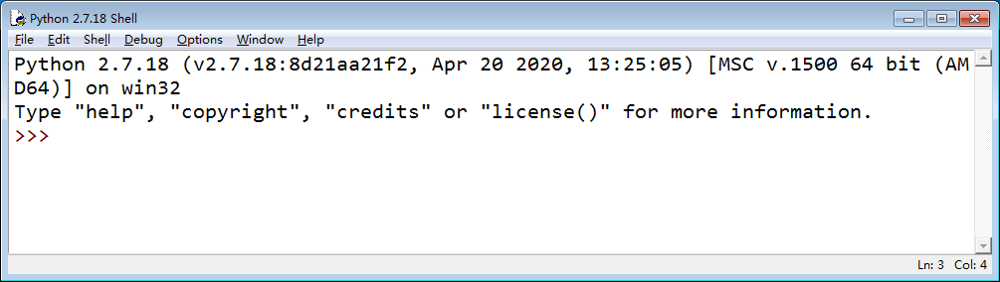 Python 2.7.18 Shell
File Edit Shell Debug Options Window Help
Python 2.7.18 (v2.7.18:8d21aa21f2, Apr 20 2020, 13:25:05) [MSC v.1500 64 bit (AM
D64)] on win32
Type "help", "copyright", "credits" or "license()" for more information.
>>>
Ln: 3 Col: 4